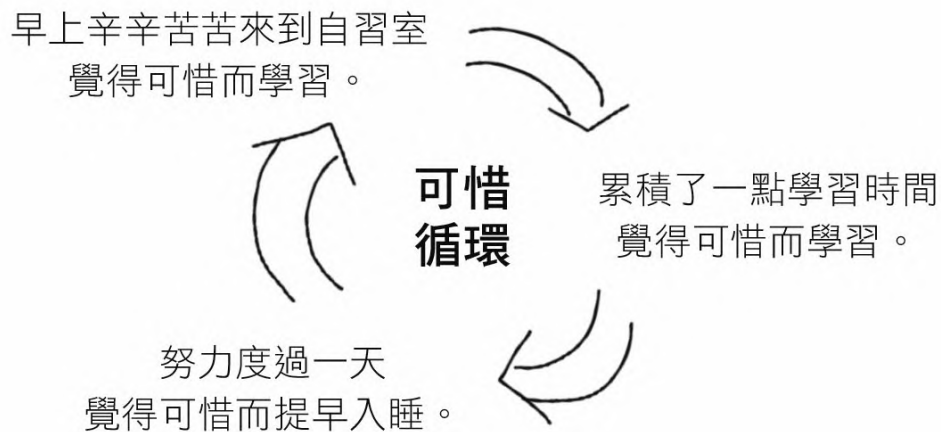 早上辛辛苦苦來到自習室
覺得可惜而學習。
可惜
循環
累積了一點學習時間
覺得可惜而學習。
努力度過一天
覺得可惜而提早入睡。